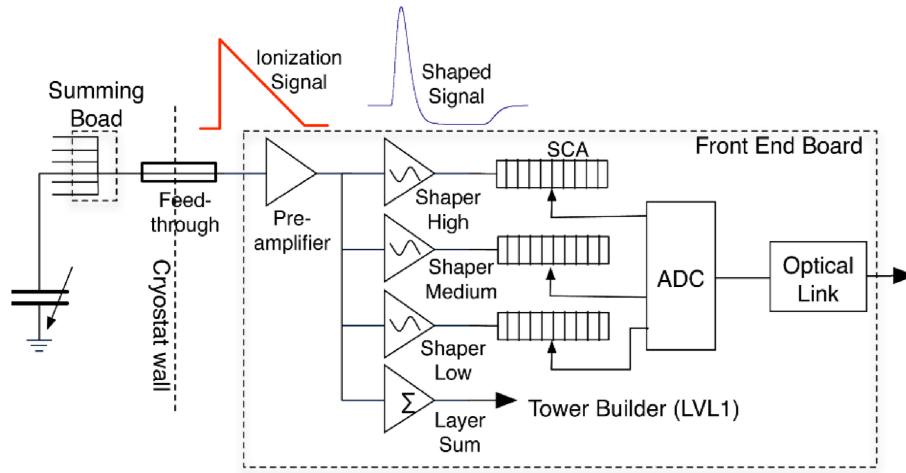 Ionization
Signal
Shaped
Signal
Summing
Boad
Front End Board
SCA
Feed-
through
Pre-
amplifier
Shaper
High
Shaper
Medium
ADC
Optical
Link
Cryostat wall
Shaper
Low
Σ
Layer
Sum
Tower Builder (LVL1)